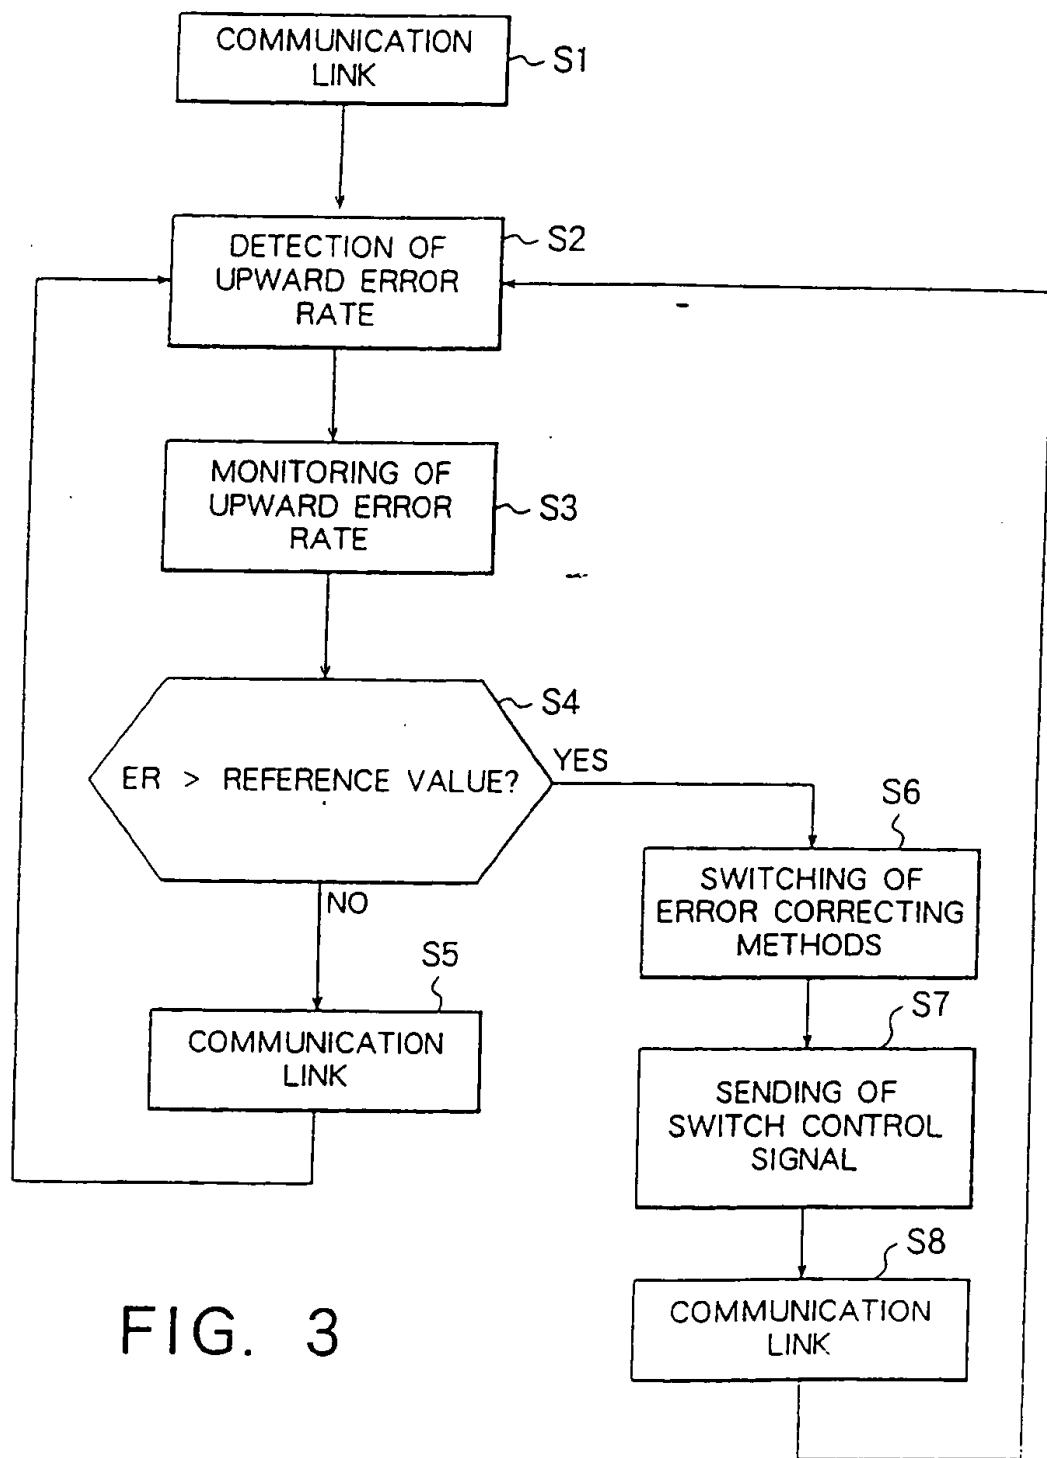 COMMUNICATION
LINK
S1
DETECTION OF
UPWARD ERROR
RATE
S2
MONITORING OF
UPWARD ERROR
RATE
S3
S4
ER > REFERENCE VALUE?
YES
NO
S6
SWITCHING OF
ERROR CORRECTING
METHODS
S5
COMMUNICATION
LINK
S7
SENDING OF
SWITCH CONTROL
SIGNAL
S8
COMMUNICATION
LINK
FIG. 3